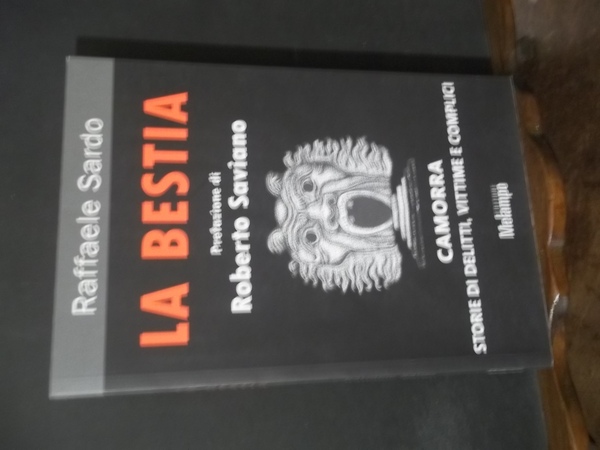 Raffaele Sardo
LA BESTIA
Prefazione di
Roberto Saviano
CAMORRA
STORIE DI DELITTI, VITTIME E COMPLICI
Melampo